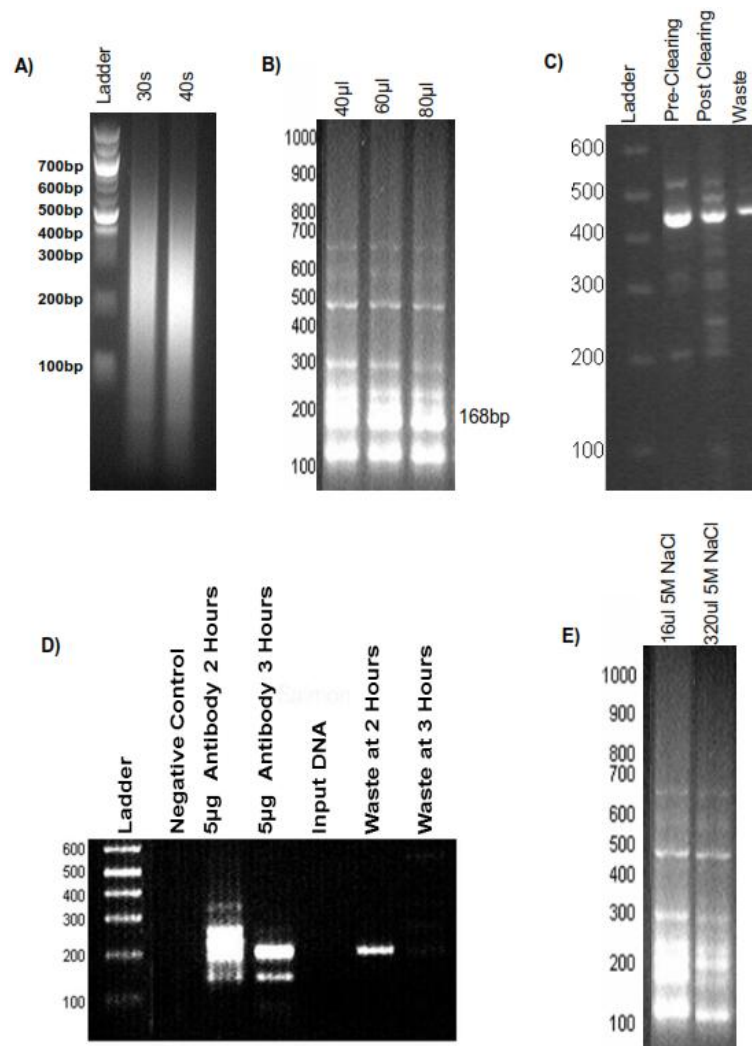 A)
Ladder
30s
40s
700bp
600bp
500bp
400bp
300bp
200bp
100bp
B)
40µl
60µl
80µl
1000
900
800
700
600
500
400
300
200
100
168bp
C)
Ladder
Pre-Clearing
Post Clearing
Waste
600
500
400
300
200
100
D)
Ladder
Negative Control
5µg Antibody 2 Hours
5µg Antibody 3 Hours
Input DNA
Waste at 2 Hours
Waste at 3 Hours
600
500
400
300
200
100
E)
16ul 5M NaCl
320ul 5M NaCl
1000
900
800
700
600
500
400
300
200
100